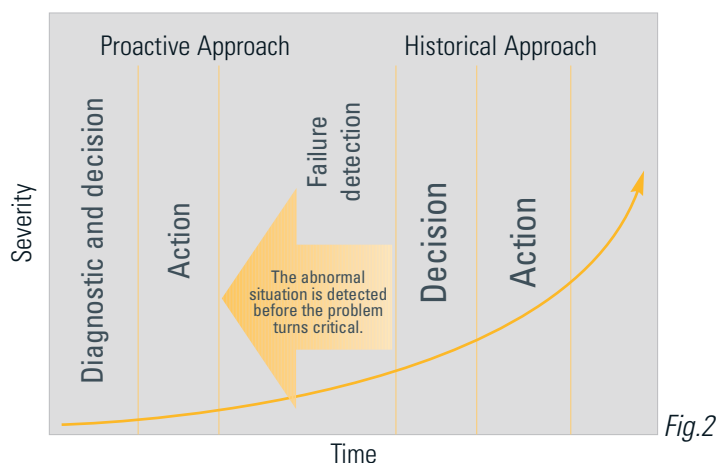 Proactive Approach
Historical Approach
Severity
Diagnostic and decision
Action
Failure
detection
The abnormal
situation is detected
before the problem
turns critical.
Decision
Action
Time
Fig.2